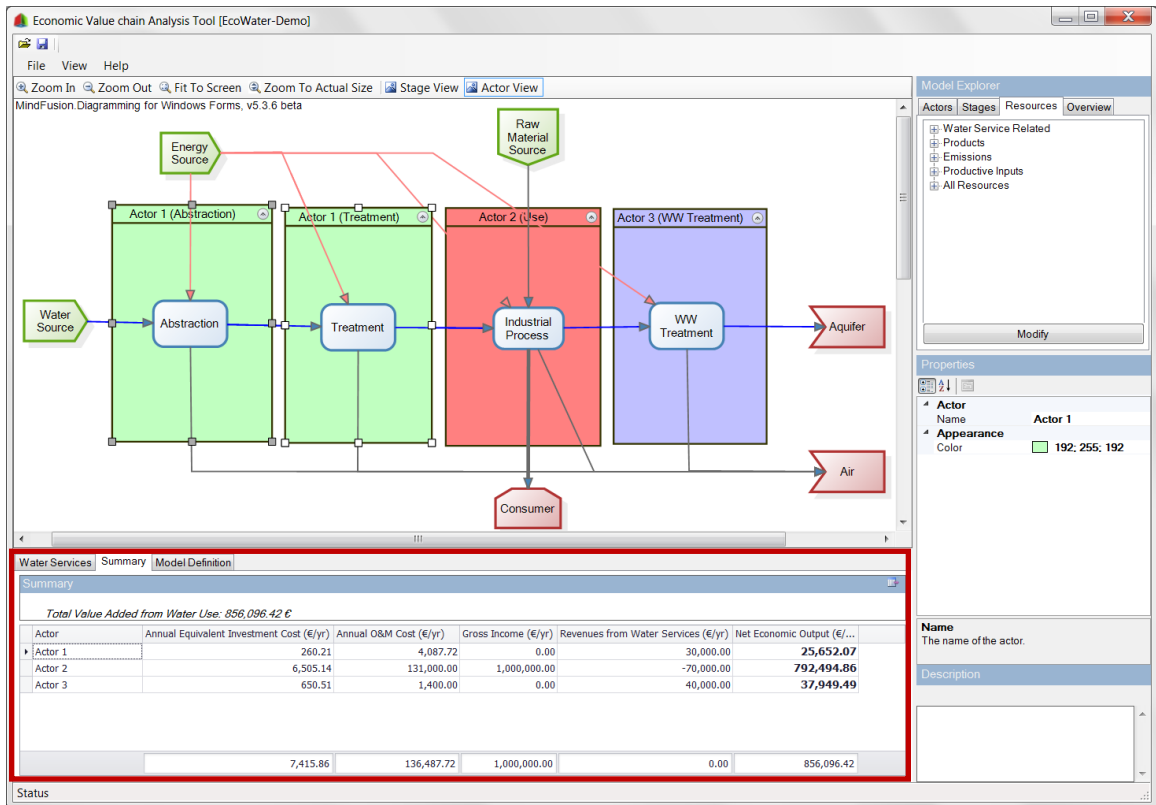 Economic Value chain Analysis Tool [EcoWater-Demo]
File View Help
Zoom In Zoom Out Fit To Screen Zoom To Actual Size Stage View Actor View
MindFusion.Diagramming for Windows Forms, v5.3.6 beta
Energy
Source
Raw
Material
Source
Actor 1 (Abstraction)
Actor 1 (Treatment)
Actor 2 (Use)
Actor 3 (WW Treatment)
Water
Source
Abstraction
Treatment
Industrial
Process
WW
Treatment
Aquifer
Air
Consumer
Water Services Summary Model Definition
Summary
Total Value Added from Water Use: 856,096.42 €
Actor Annual Equivalent Investment Cost (€/yr) Annual O&M Cost (€/yr) Gross Income (€/yr) Revenues from Water Services (€/yr) Net Economic Output (€/...
Actor 1 260.21 4,087.72 0.00 30,000.00 25,652.07
Actor 2 6,505.14 131,000.00 1,000,000.00 -70,000.00 792,494.86
Actor 3 650.51 1,400.00 0.00 40,000.00 37,949.49
7,415.86 136,487.72 1,000,000.00 0.00 856,096.42
Model Explorer
Actors Stages Resources Overview
Water Service Related
Products
Emissions
Productive Inputs
All Resources
Modify
Properties
Actor
Name Actor 1
Appearance
Color 192; 255; 192
Name
The name of the actor.
Description
Status